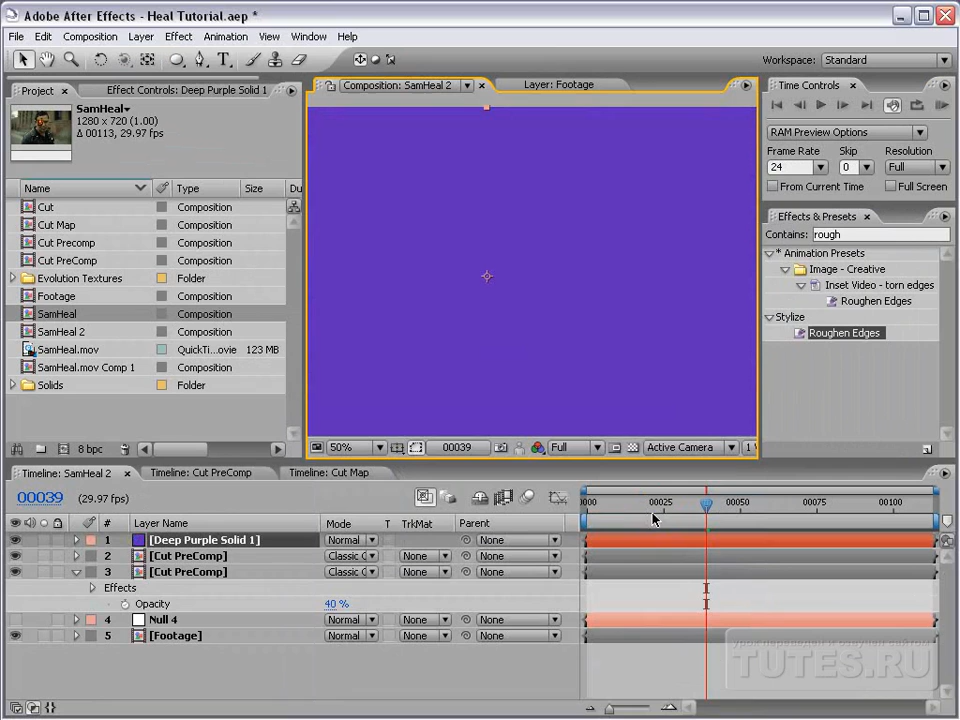 Adobe After Effects - Heal Tutorial.aep *
File Edit Composition Layer Effect Animation View Window Help
Workspace: Standard
Project Effect Controls: Deep Purple Solid 1
Composition: SamHeal 2 Layer: Footage
Time Controls
SamHeal
1280 x 720 (1.00)
Δ 00113, 29.97 fps
RAM Preview Options
Frame Rate Skip Resolution
24 0 Full
From Current Time Full Screen
Name Type Size Du
Cut Composition
Cut Map Composition
Cut Precomp Composition
Cut PreComp Composition
Evolution Textures Folder
Footage Composition
SamHeal Composition
SamHeal 2 Composition
SamHeal.mov QuickTi...ovie 123 MB
SamHeal.mov Comp 1 Composition
Solids Folder
8 bpc
Effects & Presets
Contains: rough
* Animation Presets
Image - Creative
Inset Video - torn edges
Roughen Edges
Stylize
Roughen Edges
50% 00039 Full Active Camera 1
Timeline: SamHeal 2 Timeline: Cut PreComp Timeline: Cut Map
00039 (29.97 fps)
0000 00025 00050 00075 00100
# Layer Name Mode T TrkMat Parent
1 [Deep Purple Solid 1] Normal None
2 [Cut PreComp] Classic C None None
3 [Cut PreComp] Classic C None None
Effects
Opacity 40 %
4 Null 4 Normal None None
5 [Footage] Normal None None
урок переведен и озвучен сайтом
TUTES.RU